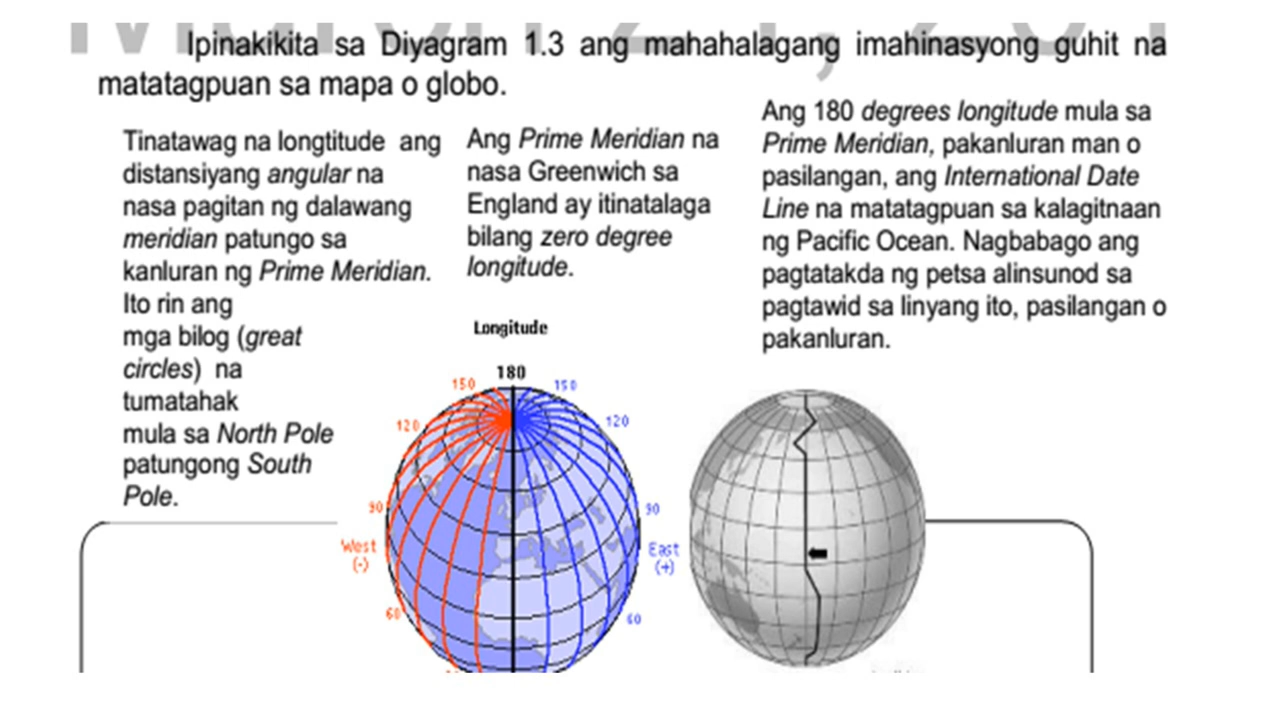 Ipinakikita sa Diyagram 1.3 ang mahahalagang imahinasyong guhit na
matatagpuan sa mapa o globo.
Tinatawag na longtitude ang
distansiyang angular na
nasa pagitan ng dalawang
meridian patungo sa
kanluran ng Prime Meridian.
Ito rin ang
mga bilog (great
circles) na
tumatahak
mula sa North Pole
patungong South
Pole.
Ang Prime Meridian na
nasa Greenwich sa
England ay itinatalaga
bilang zero degree
longitude.
Ang 180 degrees longitude mula sa
Prime Meridian, pakanluran man o
pasilangan, ang International Date
Line na matatagpuan sa kalagitnaan
ng Pacific Ocean. Nagbabago ang
pagtatakda ng petsa alinsunod sa
pagtawid sa linyang ito, pasilangan o
pakanluran.
Longitude
180
150 150
120 120
90 90
West East
(-) (+)
60 60